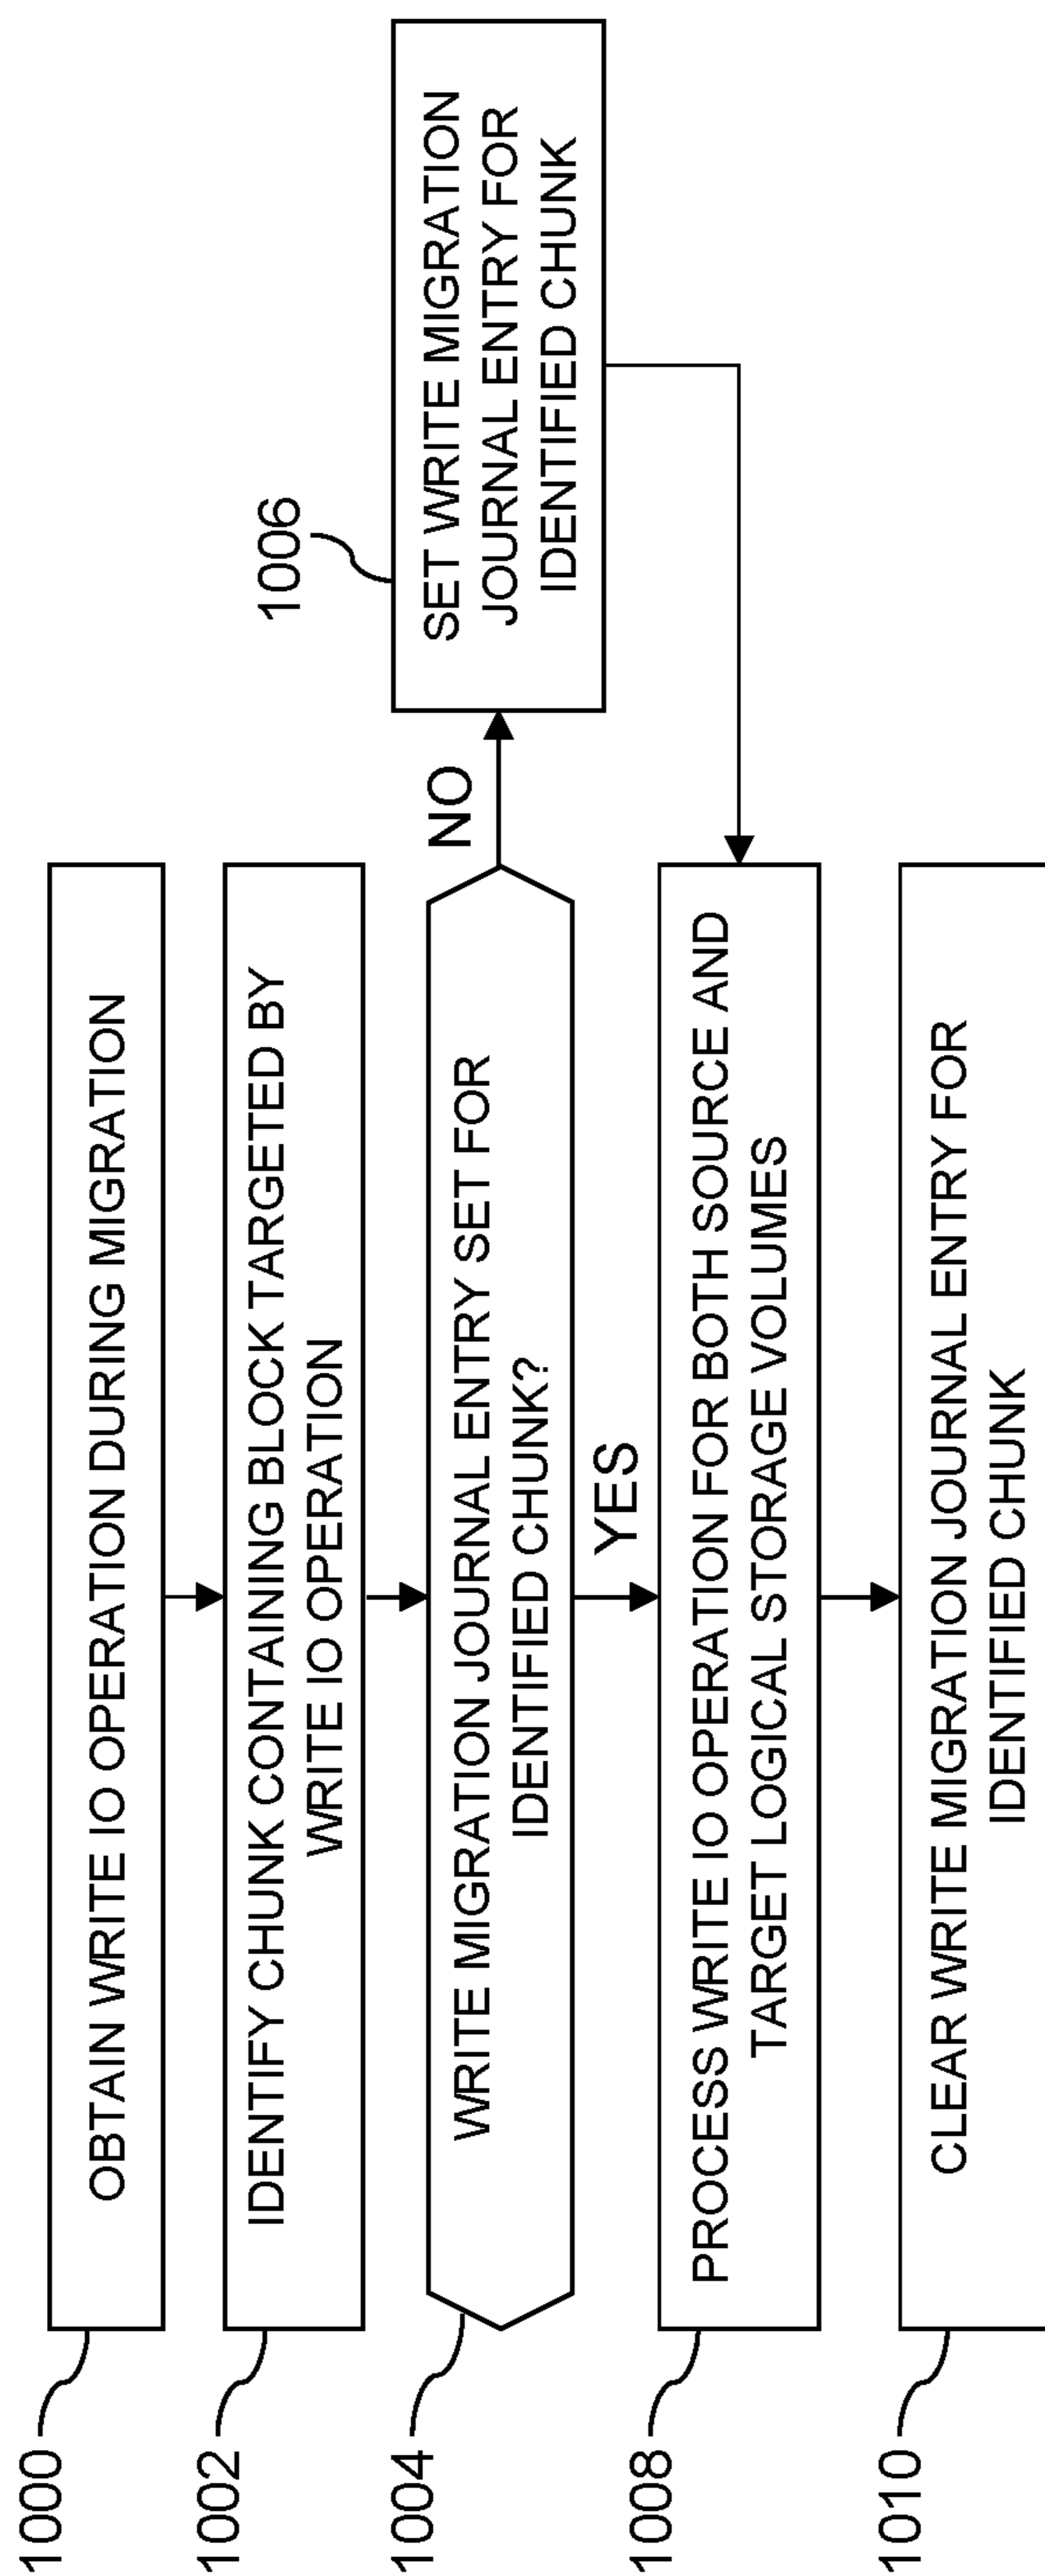 1000
OBTAIN WRITE IO OPERATION DURING MIGRATION
1002
IDENTIFY CHUNK CONTAINING BLOCK TARGETED BY
WRITE IO OPERATION
1004
WRITE MIGRATION JOURNAL ENTRY SET FOR
IDENTIFIED CHUNK?
NO
1006
SET WRITE MIGRATION
JOURNAL ENTRY FOR
IDENTIFIED CHUNK
YES
1008
PROCESS WRITE IO OPERATION FOR BOTH SOURCE AND
TARGET LOGICAL STORAGE VOLUMES
1010
CLEAR WRITE MIGRATION JOURNAL ENTRY FOR
IDENTIFIED CHUNK